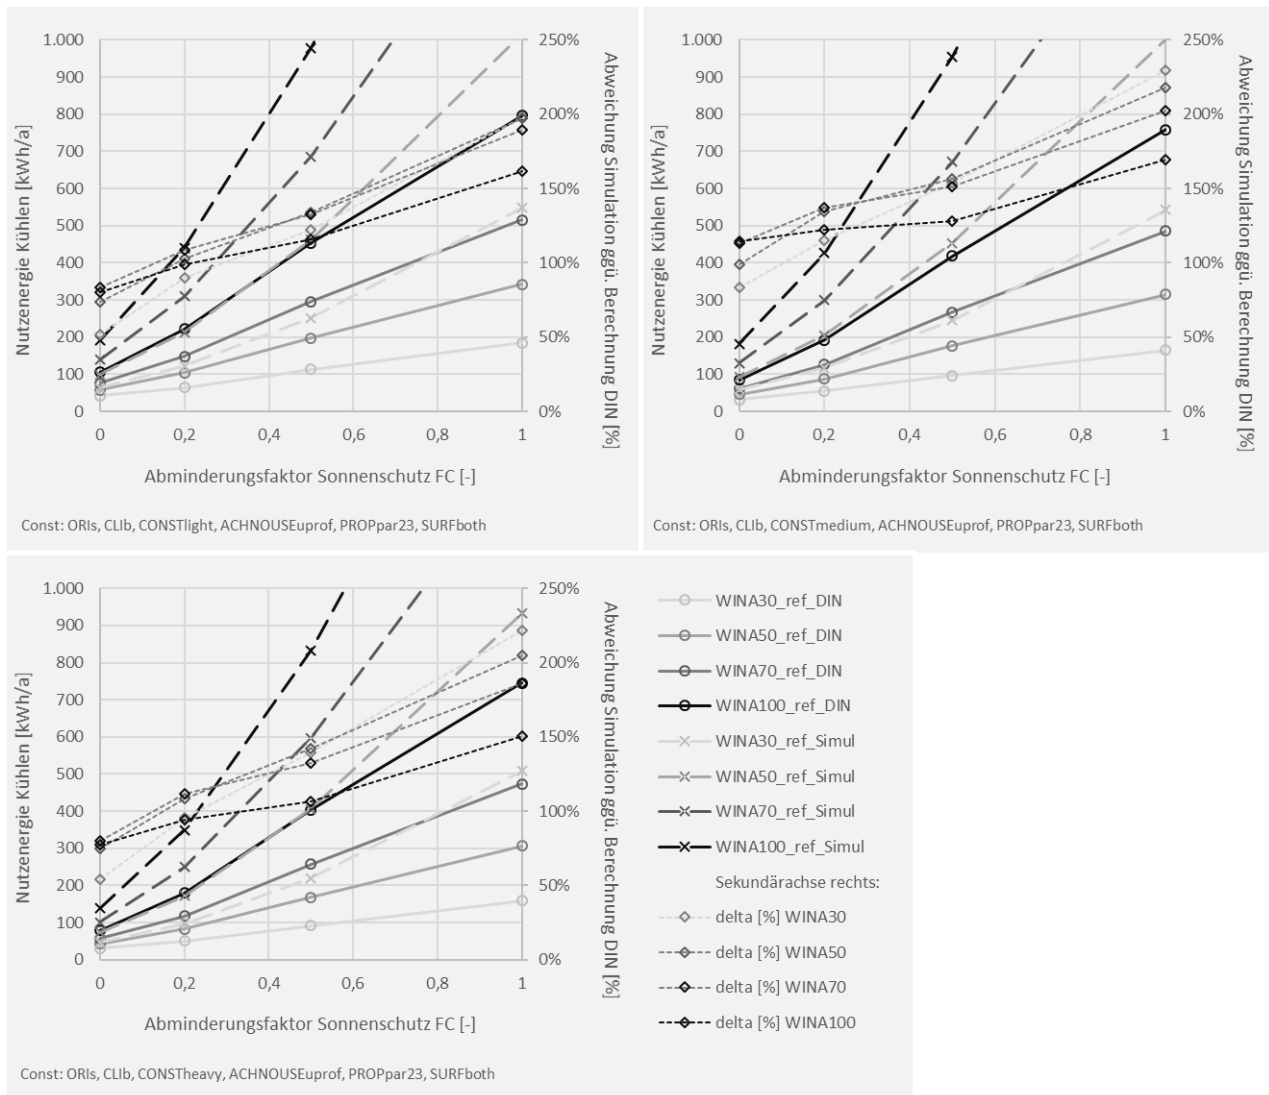 1.000
900
800
700
600
500
400
300
200
100
0
Nutzenergie Kühlen [kWh/a]
250%
200%
150%
100%
50%
0%
Abweichung Simulation ggü. Berechnung DIN [%]
0 0,2 0,4 0,6 0,8 1
Abminderungsfaktor Sonnenschutz FC [-]
Const: ORIs, CLIb, CONSTlight, ACHNOUSEuprof, PROPpar23, SURFboth
1.000
900
800
700
600
500
400
300
200
100
0
Nutzenergie Kühlen [kWh/a]
250%
200%
150%
100%
50%
0%
Abweichung Simulation ggü. Berechnung DIN [%]
0 0,2 0,4 0,6 0,8 1
Abminderungsfaktor Sonnenschutz FC [-]
Const: ORIs, CLIb, CONSTmedium, ACHNOUSEuprof, PROPpar23, SURFboth
1.000
900
800
700
600
500
400
300
200
100
0
Nutzenergie Kühlen [kWh/a]
250%
200%
150%
100%
50%
0%
Abweichung Simulation ggü. Berechnung DIN [%]
0 0,2 0,4 0,6 0,8 1
Abminderungsfaktor Sonnenschutz FC [-]
Const: ORIs, CLIb, CONSTheavy, ACHNOUSEuprof, PROPpar23, SURFboth
WINA30_ref_DIN
WINA50_ref_DIN
WINA70_ref_DIN
WINA100_ref_DIN
WINA30_ref_Simul
WINA50_ref_Simul
WINA70_ref_Simul
WINA100_ref_Simul
Sekundärachse rechts:
delta [%] WINA30
delta [%] WINA50
delta [%] WINA70
delta [%] WINA100